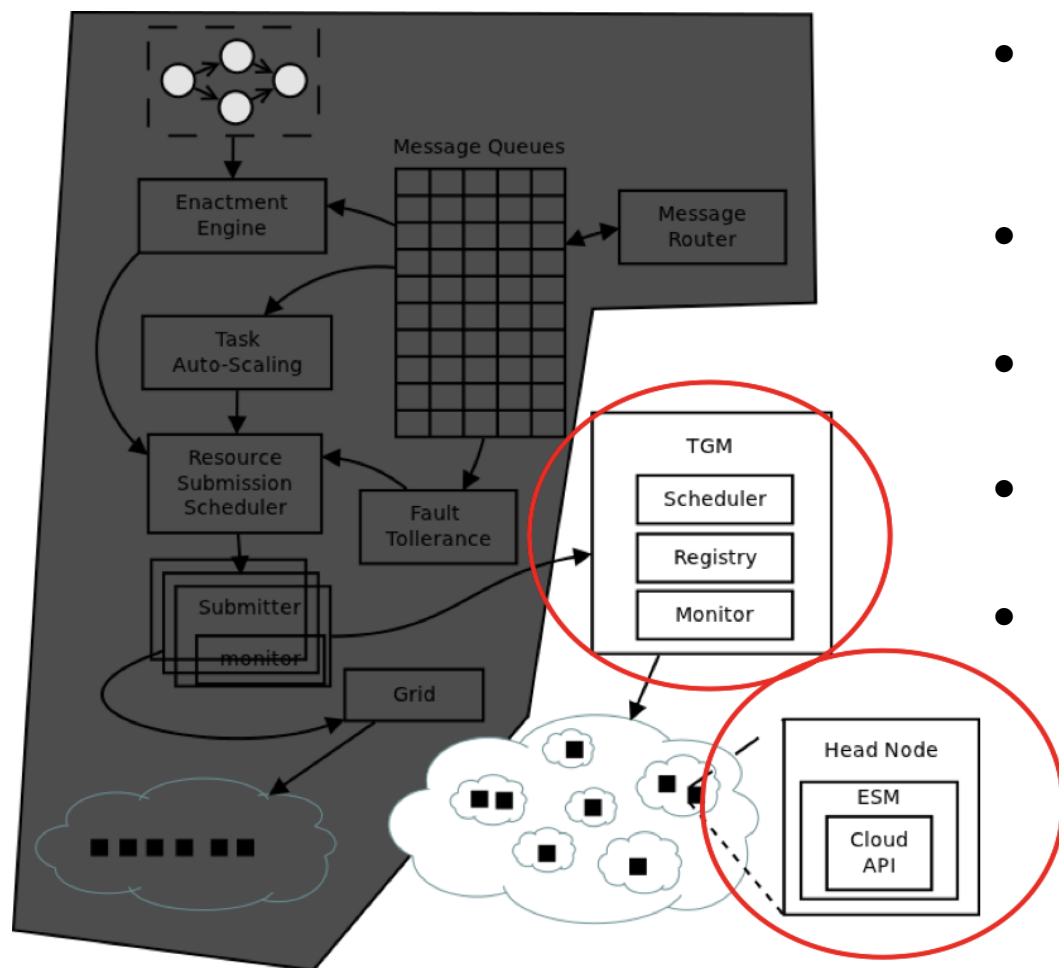 Message Queues
Enactment
Engine
Message
Router
Task
Auto-Scaling
Resource
Submission
Scheduler
Fault
Tollerance
Submitter
monitor
Grid
TGM
Scheduler
Registry
Monitor
Head Node
ESM
Cloud
API